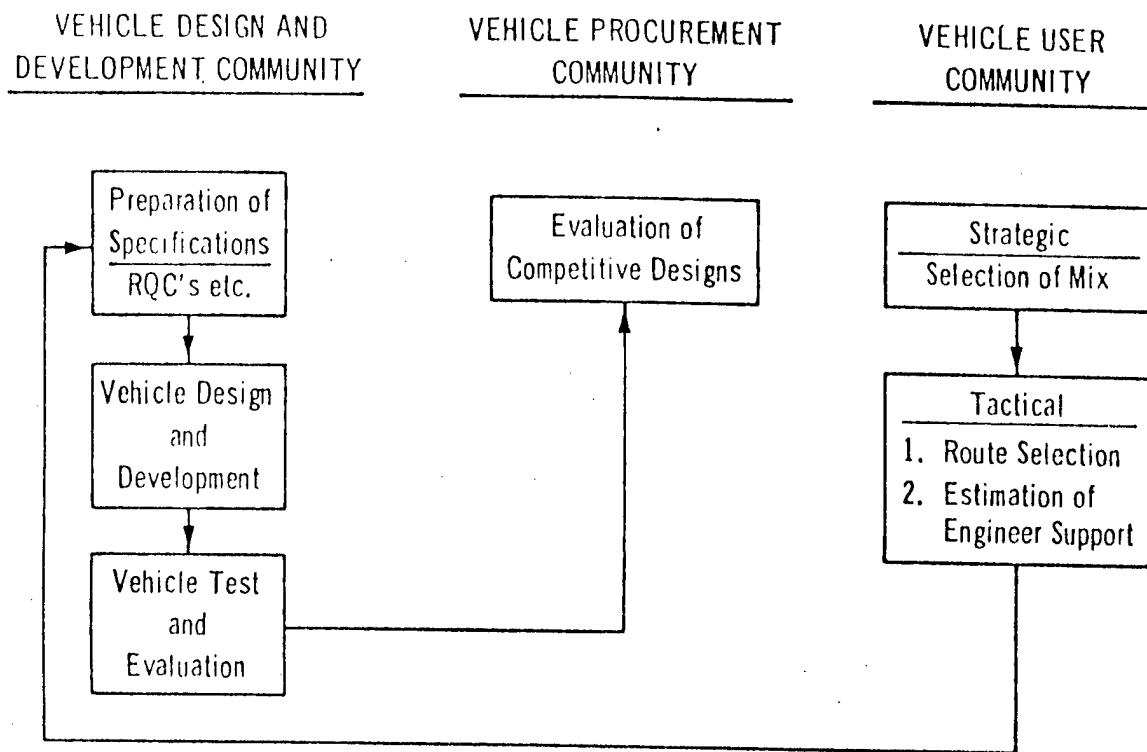 VEHICLE DESIGN AND
DEVELOPMENT COMMUNITY
Preparation of
Specifications
RQC's etc.
Vehicle Design
and
Development
Vehicle Test
and
Evaluation
VEHICLE PROCUREMENT
COMMUNITY
Evaluation of
Competitive Designs
VEHICLE USER
COMMUNITY
Strategic
Selection of Mix
Tactical
1. Route Selection
2. Estimation of
Engineer Support